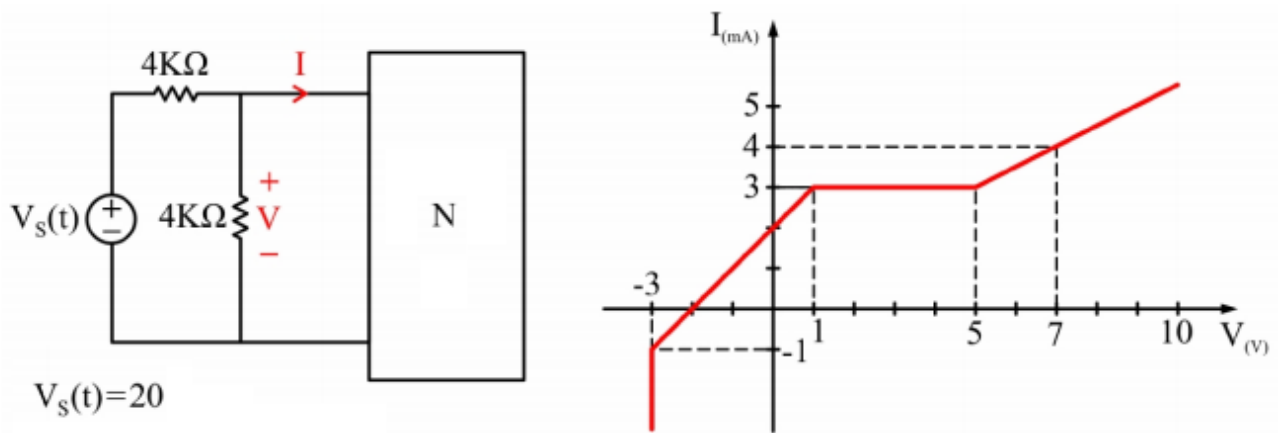 4KΩ
I
V_S(t)
+
−
4KΩ
+
V
−
N
V_S(t)=20
I_(mA)
5
4
3
-3
-1
1
5
7
10
V_(V)